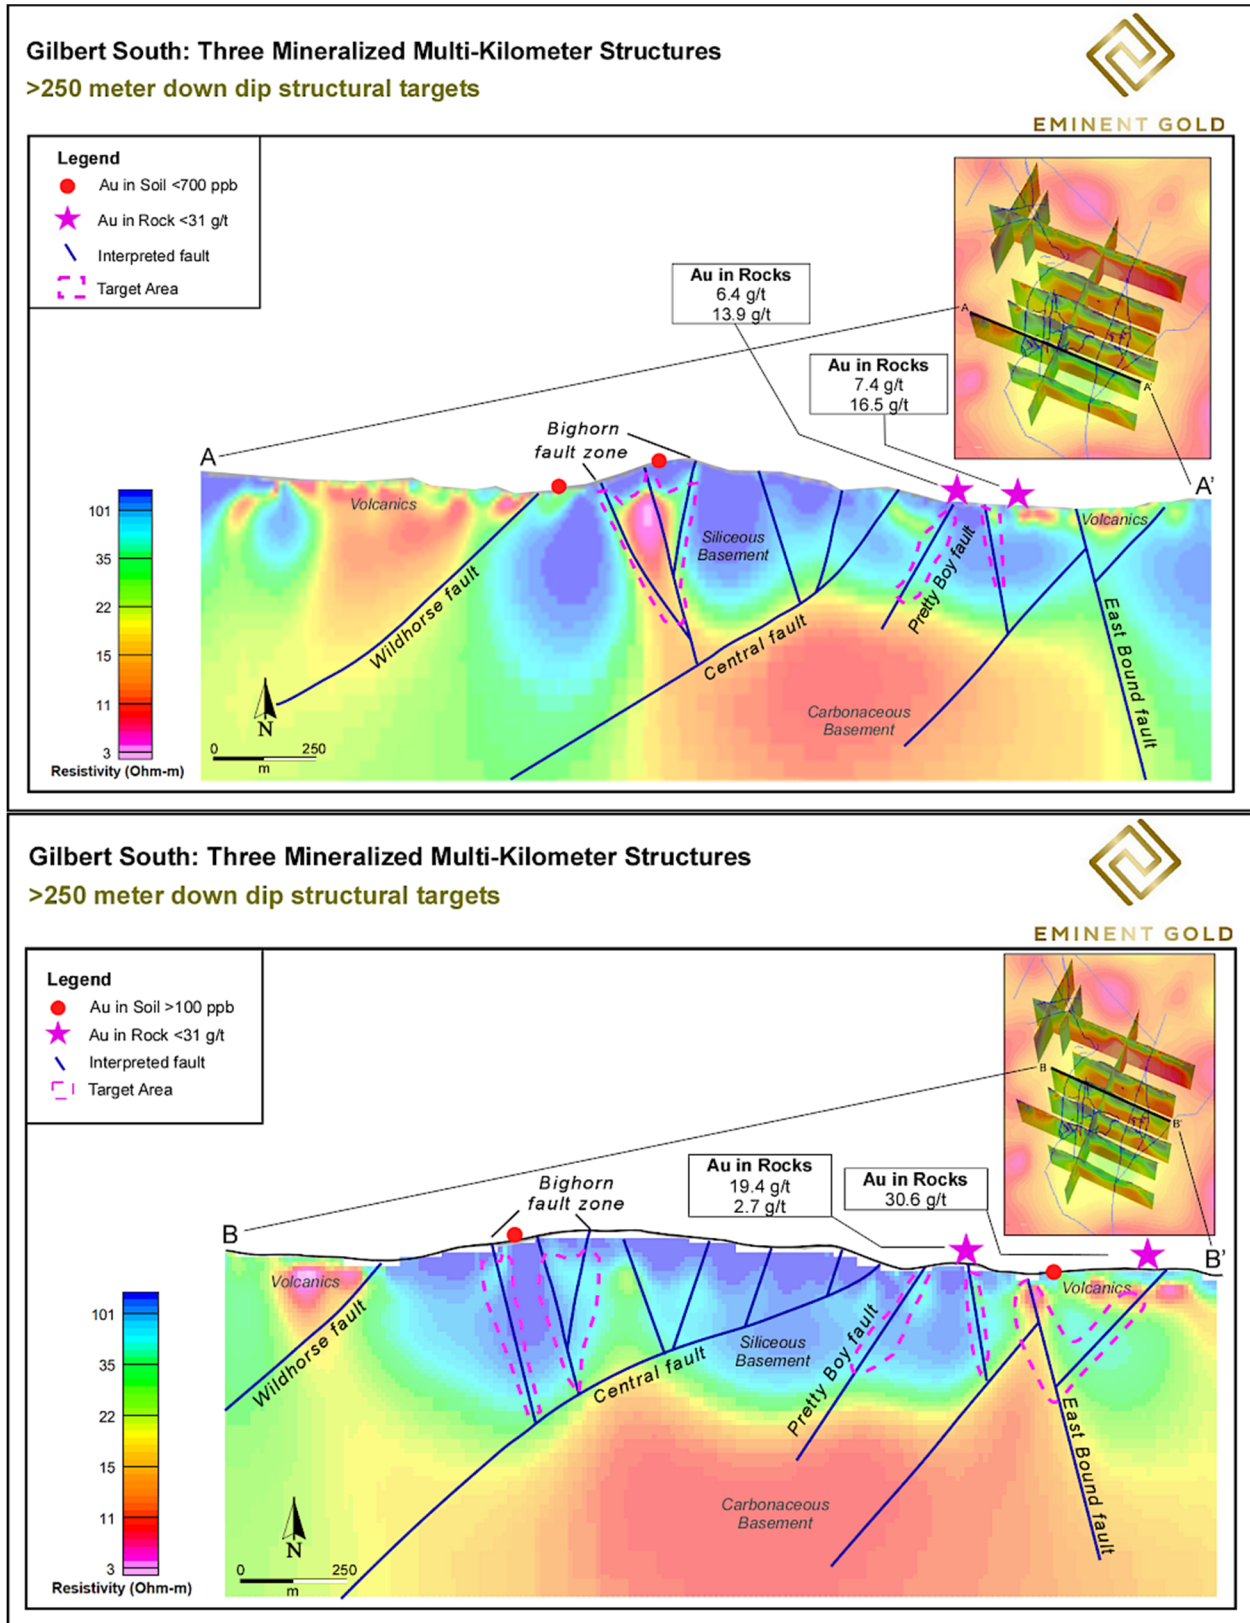 Gilbert South: Three Mineralized Multi-Kilometer Structures
>250 meter down dip structural targets
EMINENT GOLD
Legend
Au in Soil <700 ppb
Au in Rock <31 g/t
Interpreted fault
Target Area
Au in Rocks
6.4 g/t
13.9 g/t
Au in Rocks
7.4 g/t
16.5 g/t
A
A'
Bighorn
fault zone
A
A'
Volcanics
Siliceous
Basement
Volcanics
Wildhorse fault
Central fault
Pretty Boy fault
East Bound fault
Carbonaceous
Basement
101
35
22
15
11
3
Resistivity (Ohm-m)
N
0 250
m
Gilbert South: Three Mineralized Multi-Kilometer Structures
>250 meter down dip structural targets
EMINENT GOLD
Legend
Au in Soil >100 ppb
Au in Rock <31 g/t
Interpreted fault
Target Area
B
B'
Au in Rocks
19.4 g/t
2.7 g/t
Au in Rocks
30.6 g/t
Bighorn
fault zone
B
B'
Volcanics
Volcanics
Wildhorse fault
Central fault
Siliceous
Basement
Pretty Boy fault
East Bound fault
Carbonaceous
Basement
101
35
22
15
11
3
Resistivity (Ohm-m)
N
0 250
m